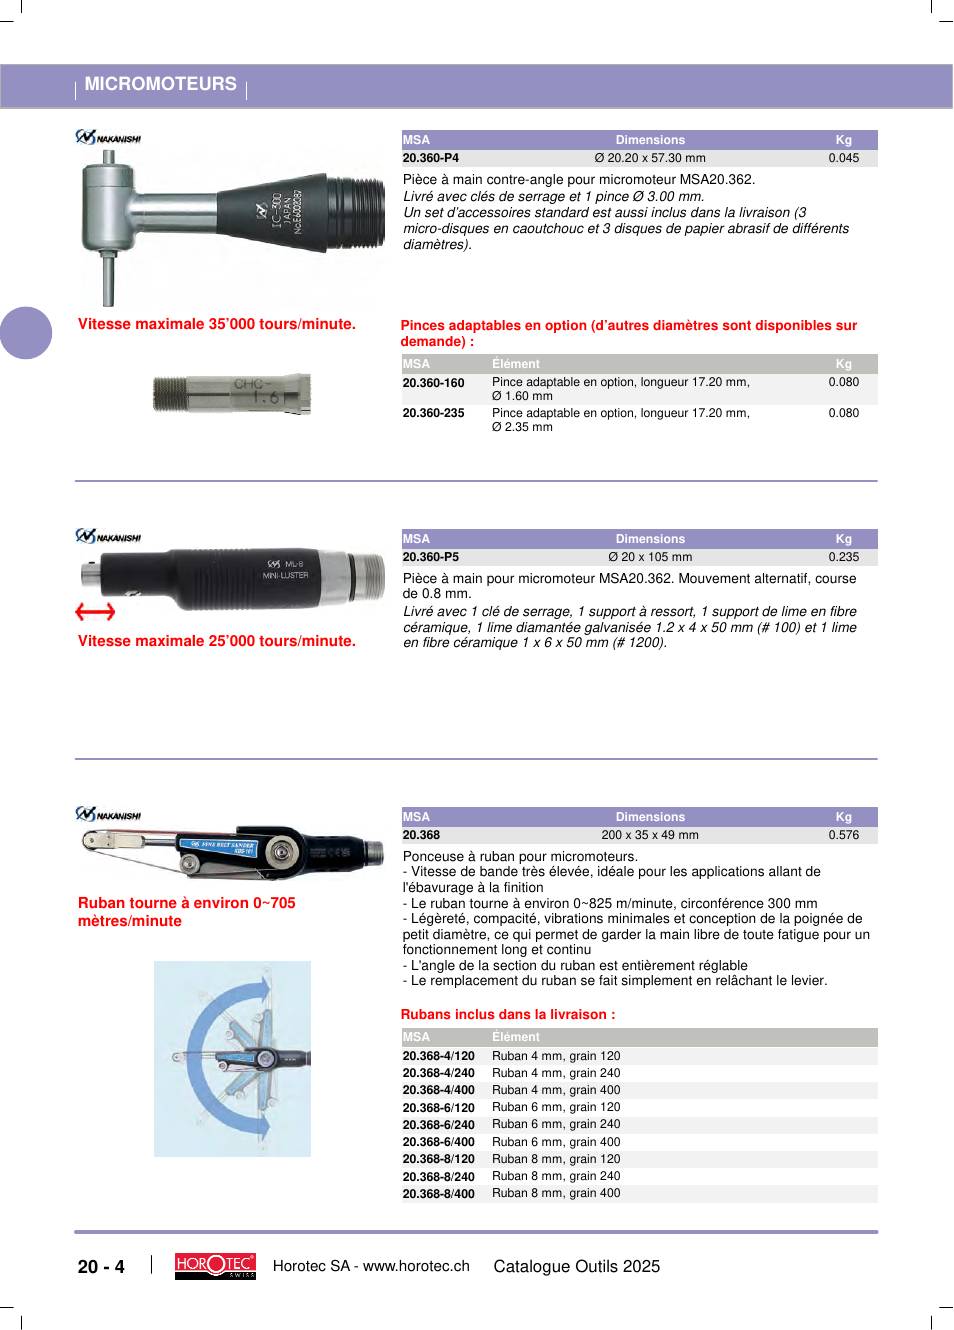 MICROMOTEURS
NAKANISHI
IC-300
JAPAN
MSA Dimensions Kg
20.360-P4 Ø 20.20 x 57.30 mm 0.045
Pièce à main contre-angle pour micromoteur MSA20.362.
Livré avec clés de serrage et 1 pince Ø 3.00 mm.
Un set d'accessoires standard est aussi inclus dans la livraison (3
micro-disques en caoutchouc et 3 disques de papier abrasif de différents
diamètres).
Vitesse maximale 35'000 tours/minute.
CHC-
1.6
Pinces adaptables en option (d'autres diamètres sont disponibles sur
demande) :
MSA Élément Kg
20.360-160 Pince adaptable en option, longueur 17.20 mm, 0.080
Ø 1.60 mm
20.360-235 Pince adaptable en option, longueur 17.20 mm, 0.080
Ø 2.35 mm
NAKANISHI
ML-8
MINI-LUSTER
Vitesse maximale 25'000 tours/minute.
MSA Dimensions Kg
20.360-P5 Ø 20 x 105 mm 0.235
Pièce à main pour micromoteur MSA20.362. Mouvement alternatif, course
de 0.8 mm.
Livré avec 1 clé de serrage, 1 support à ressort, 1 support de lime en fibre
céramique, 1 lime diamantée galvanisée 1.2 x 4 x 50 mm (# 100) et 1 lime
en fibre céramique 1 x 6 x 50 mm (# 1200).
NAKANISHI
FINE BELT SANDER
Ruban tourne à environ 0~705
mètres/minute
MSA Dimensions Kg
20.368 200 x 35 x 49 mm 0.576
Ponceuse à ruban pour micromoteurs.
- Vitesse de bande très élevée, idéale pour les applications allant de
l'ébavurage à la finition
- Le ruban tourne à environ 0~825 m/minute, circonférence 300 mm
- Légèreté, compacité, vibrations minimales et conception de la poignée de
petit diamètre, ce qui permet de garder la main libre de toute fatigue pour un
fonctionnement long et continu
- L'angle de la section du ruban est entièrement réglable
- Le remplacement du ruban se fait simplement en relâchant le levier.
Rubans inclus dans la livraison :
MSA Élément
20.368-4/120 Ruban 4 mm, grain 120
20.368-4/240 Ruban 4 mm, grain 240
20.368-4/400 Ruban 4 mm, grain 400
20.368-6/120 Ruban 6 mm, grain 120
20.368-6/240 Ruban 6 mm, grain 240
20.368-6/400 Ruban 6 mm, grain 400
20.368-8/120 Ruban 8 mm, grain 120
20.368-8/240 Ruban 8 mm, grain 240
20.368-8/400 Ruban 8 mm, grain 400
20 - 4
HOROTEC
SWISS
Horotec SA - www.horotec.ch Catalogue Outils 2025